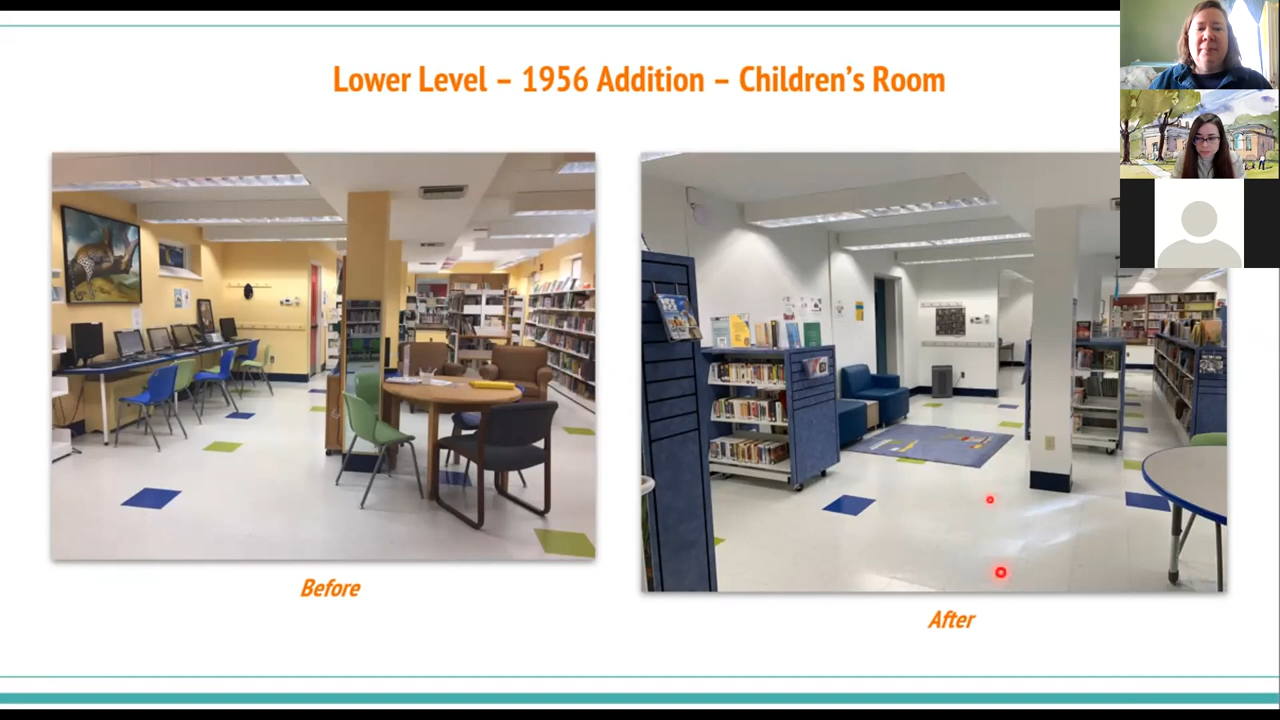 Lower Level – 1956 Addition – Children's Room
Before
After